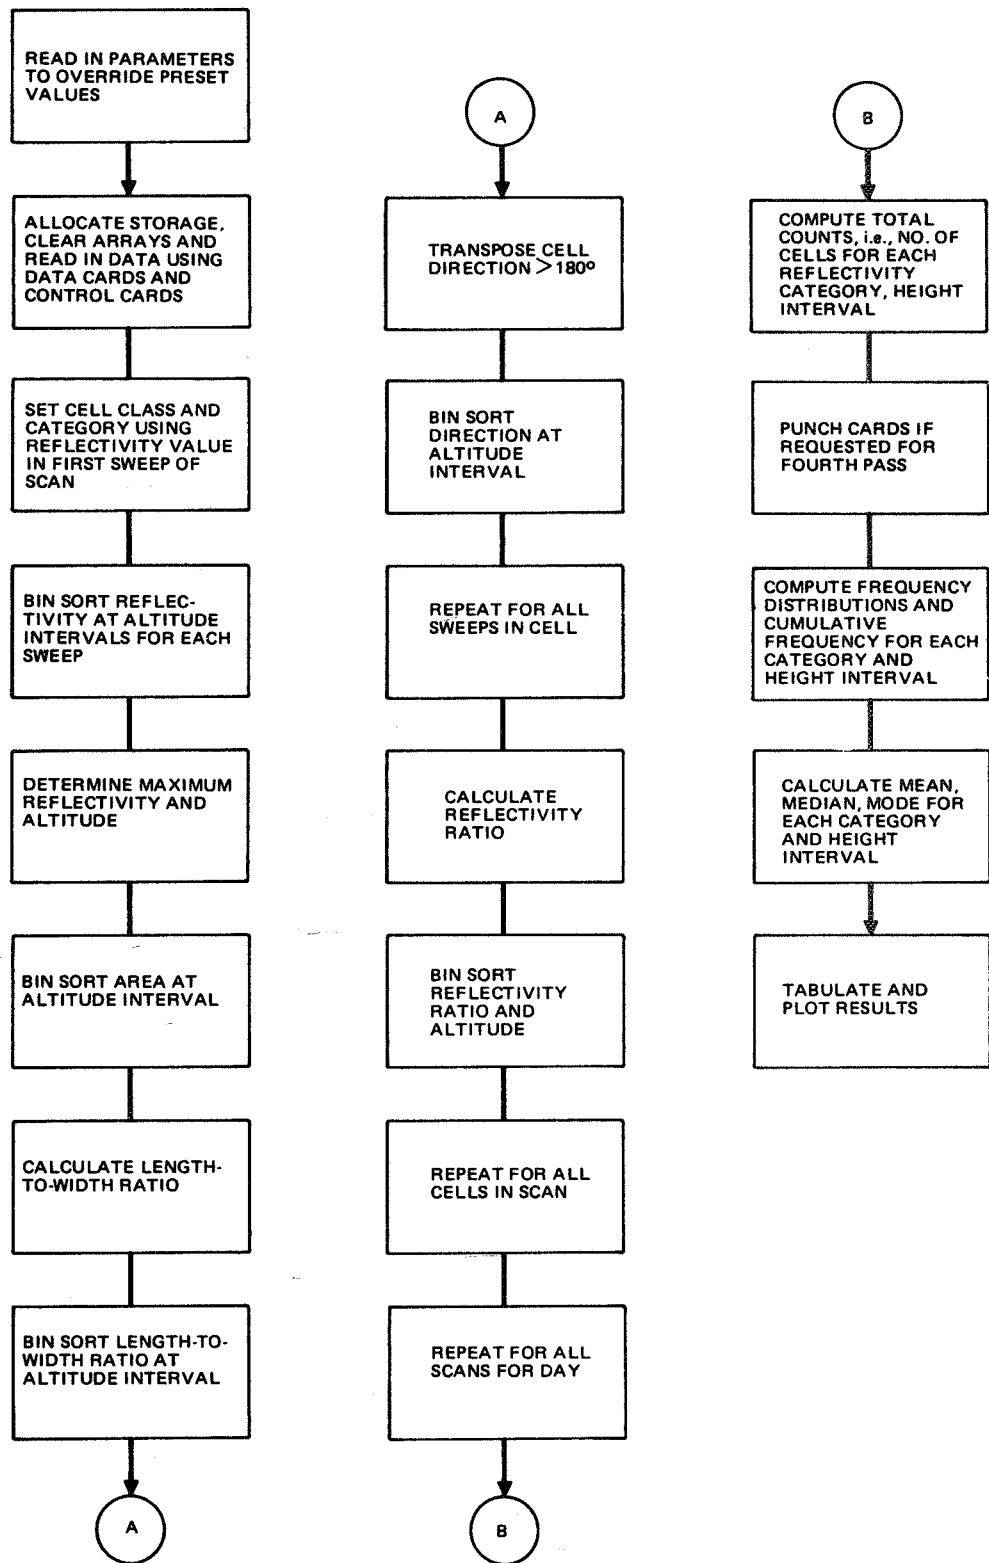 READ IN PARAMETERS
TO OVERRIDE PRESET
VALUES
ALLOCATE STORAGE,
CLEAR ARRAYS AND
READ IN DATA USING
DATA CARDS AND
CONTROL CARDS
SET CELL CLASS AND
CATEGORY USING
REFLECTIVITY VALUE
IN FIRST SWEEP OF
SCAN
BIN SORT REFLEC-
TIVITY AT ALTITUDE
INTERVALS FOR EACH
SWEEP
DETERMINE MAXIMUM
REFLECTIVITY AND
ALTITUDE
BIN SORT AREA AT
ALTITUDE INTERVAL
CALCULATE LENGTH-
TO-WIDTH RATIO
BIN SORT LENGTH-TO-
WIDTH RATIO AT
ALTITUDE INTERVAL
A
A
TRANSPOSE CELL
DIRECTION >180º
BIN SORT
DIRECTION AT
ALTITUDE
INTERVAL
REPEAT FOR ALL
SWEEPS IN CELL
CALCULATE
REFLECTIVITY
RATIO
BIN SORT
REFLECTIVITY
RATIO AND
ALTITUDE
REPEAT FOR ALL
CELLS IN SCAN
REPEAT FOR ALL
SCANS FOR DAY
B
B
COMPUTE TOTAL
COUNTS, i.e., NO. OF
CELLS FOR EACH
REFLECTIVITY
CATEGORY, HEIGHT
INTERVAL
PUNCH CARDS IF
REQUESTED FOR
FOURTH PASS
COMPUTE FREQUENCY
DISTRIBUTIONS AND
CUMULATIVE
FREQUENCY FOR EACH
CATEGORY AND
HEIGHT INTERVAL
CALCULATE MEAN,
MEDIAN, MODE FOR
EACH CATEGORY
AND HEIGHT
INTERVAL
TABULATE AND
PLOT RESULTS